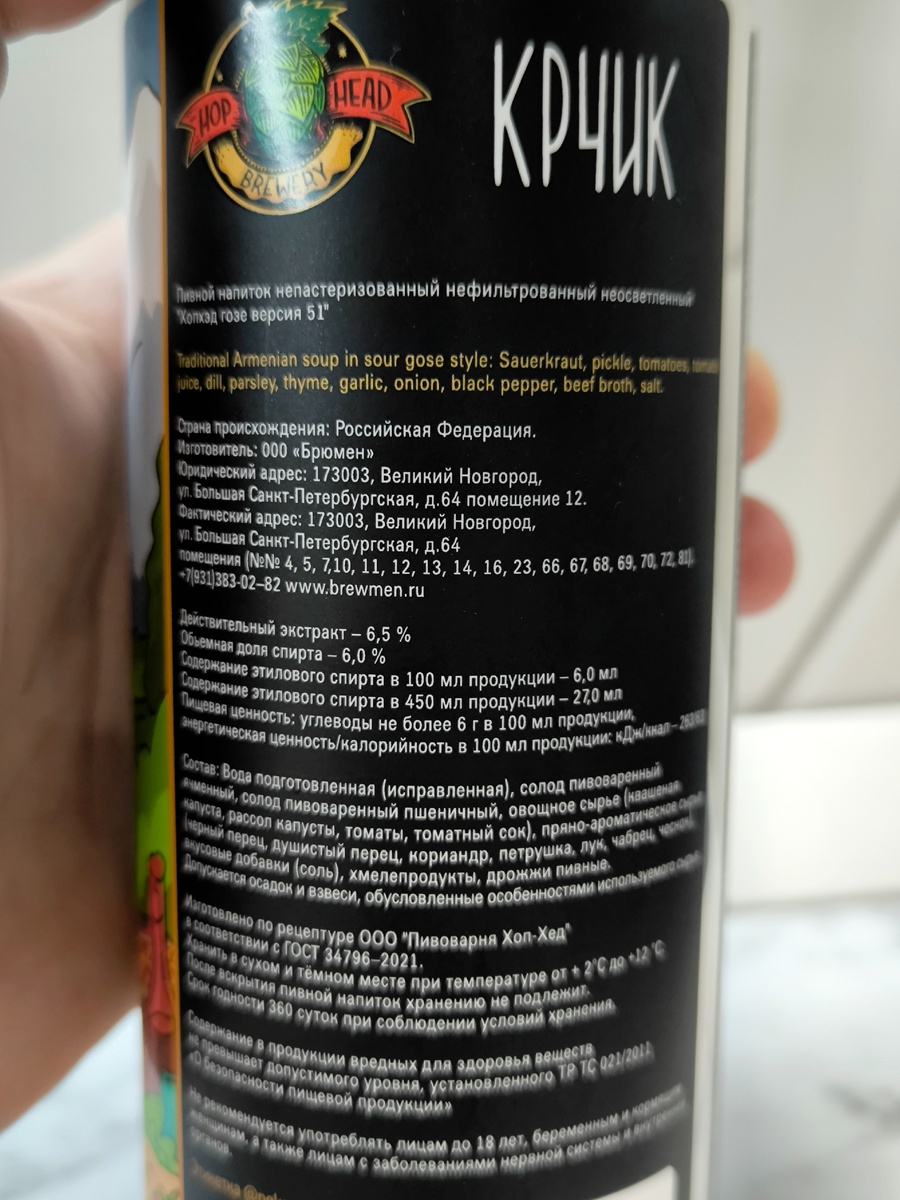 HOP HEAD
BREWERY
КРЧИК
Пивной напиток непастеризованный нефильтрованный неосветленный
"Хопхэд гозе версия 51"
Traditional Armenian soup in sour gose style: Sauerkraut, pickle, tomatoes, tomato
juice, dill, parsley, thyme, garlic, onion, black pepper, beef broth, salt.
Страна происхождения: Российская Федерация.
Изготовитель: ООО «Брюмен»
Юридический адрес: 173003, Великий Новгород,
ул. Большая Санкт-Петербургская, д.64 помещение 12.
Фактический адрес: 173003, Великий Новгород,
ул. Большая Санкт-Петербургская, д.64
помещения (№№ 4, 5, 7,10, 11, 12, 13, 14, 16, 23, 66, 67, 68, 69, 70, 72, 81).
+7(931)383-02–82 www.brewmen.ru
Действительный экстракт – 6,5 %
Объемная доля спирта – 6,0 %
Содержание этилового спирта в 100 мл продукции – 6,0 мл
Содержание этилового спирта в 450 мл продукции – 27,0 мл
Пищевая ценность: углеводы не более 6 г в 100 мл продукции,
энергетическая ценность/калорийность в 100 мл продукции: кДж/ккал –
Состав: Вода подготовленная (исправленная), солод пивоваренный
ячменный, солод пивоваренный пшеничный, овощное сырье (квашеная
капуста, рассол капусты, томаты, томатный сок), пряно-ароматическое сырье
(черный перец, душистый перец, кориандр, петрушка, лук, чабрец, чеснок),
вкусовые добавки (соль), хмелепродукты, дрожжи пивные.
Допускается осадок и взвеси, обусловленные особенностями используемого сырья.
Изготовлено по рецептуре ООО "Пивоварня Хоп-Хед"
в соответствии с ГОСТ 34796–2021.
Хранить в сухом и тёмном месте при температуре от + 2˚С до +12 ˚С
После вскрытия пивной напиток хранению не подлежит.
Срок годности 360 суток при соблюдении условий хранения.
Содержание в продукции вредных для здоровья веществ
не превышает допустимого уровня, установленного ТР ТС 021/2011,
«О безопасности пищевой продукции»
Не рекомендуется употреблять лицам до 18 лет, беременным и кормящим
женщинам, а также лицам с заболеваниями нервной системы и внутренних
органов.